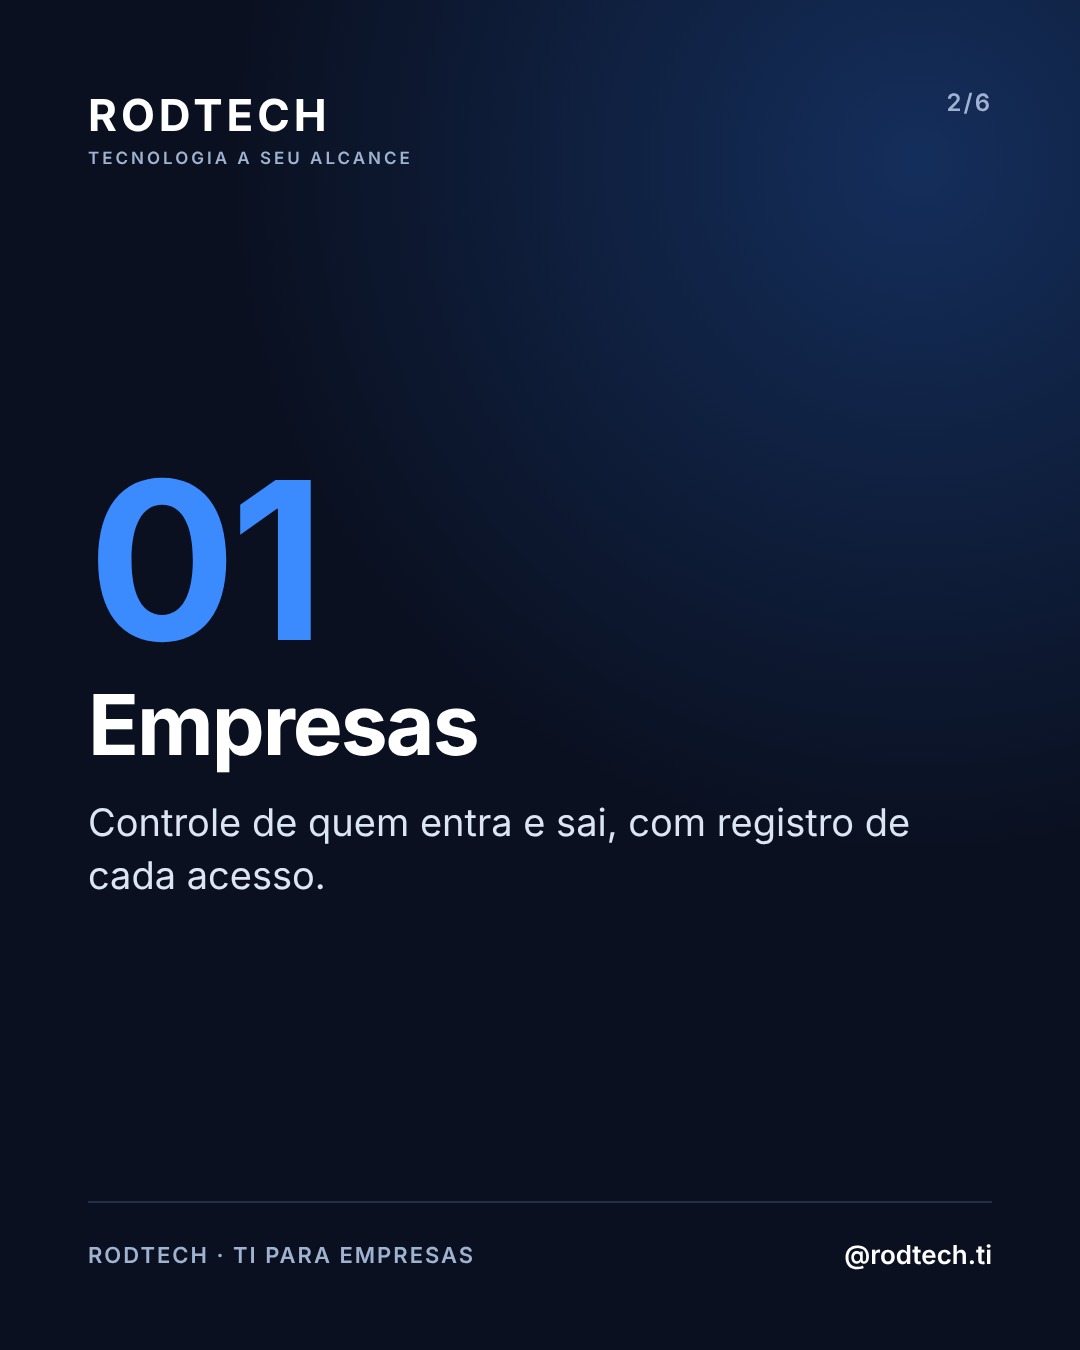 RODTECH
TECNOLOGIA A SEU ALCANCE
2/6
01
Empresas
Controle de quem entra e sai, com registro de
cada acesso.
RODTECH · TI PARA EMPRESAS
@rodtech.ti